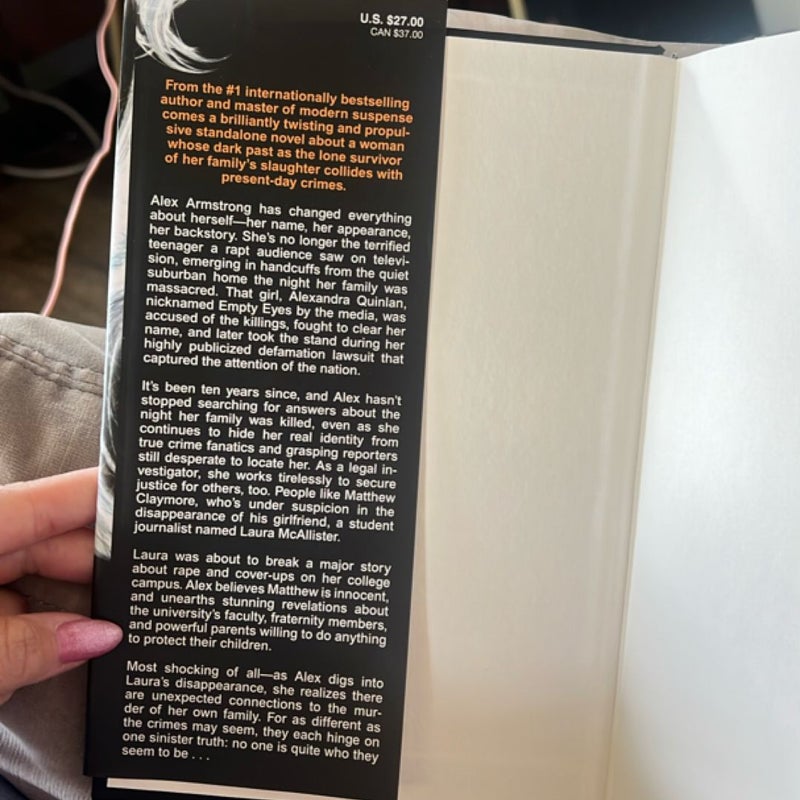 U.S. $27.00
CAN $37.00
From the #1 internationally bestselling
author and master of modern suspense
comes a brilliantly twisting and propul-
sive standalone novel about a woman
whose dark past as the lone survivor
of her family's slaughter collides with
present-day crimes.
Alex Armstrong has changed everything
about herself—her name, her appearance,
her backstory. She's no longer the terrified
teenager a rapt audience saw on televi-
sion, emerging in handcuffs from the quiet
suburban home the night her family was
massacred. That girl, Alexandra Quinlan,
nicknamed Empty Eyes by the media, was
accused of the killings, fought to clear her
name, and later took the stand during her
highly publicized defamation lawsuit that
captured the attention of the nation.
It's been ten years since, and Alex hasn't
stopped searching for answers about the
night her family was killed, even as she
continues to hide her real identity from
true crime fanatics and grasping reporters
still desperate to locate her. As a legal in-
vestigator, she works tirelessly to secure
justice for others, too. People like Matthew
Claymore, who's under suspicion in the
disappearance of his girlfriend, a student
journalist named Laura McAllister.
Laura was about to break a major story
about rape and cover-ups on her college
campus. Alex believes Matthew is innocent,
and unearths stunning revelations about
the university's faculty, fraternity members,
and powerful parents willing to do anything
to protect their children.
Most shocking of all—as Alex digs into
Laura's disappearance, she realizes there
are unexpected connections to the mur-
der of her own family. For as different as
the crimes may seem, they each hinge on
one sinister truth: no one is quite who they
seem to be . . .